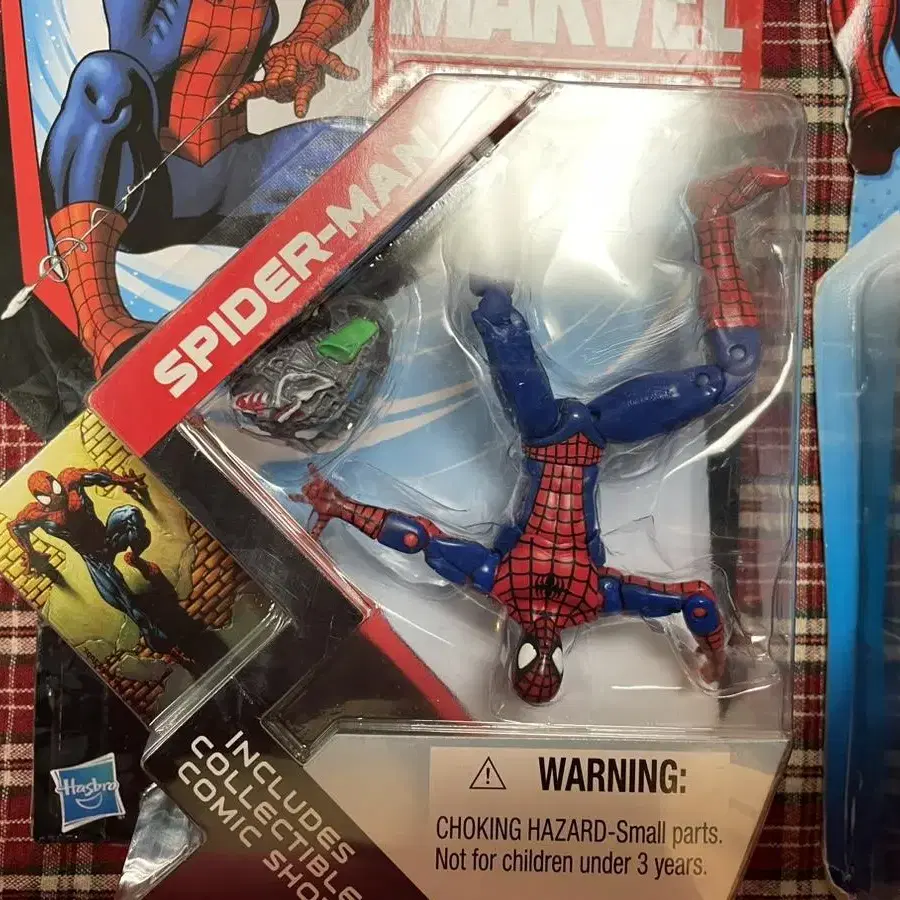 MARVEL
SPIDER-MAN
Hasbro
INCLUDES
COLLECTIBLE
COMIC SHO
WARNING:
CHOKING HAZARD-Small parts.
Not for children under 3 years.